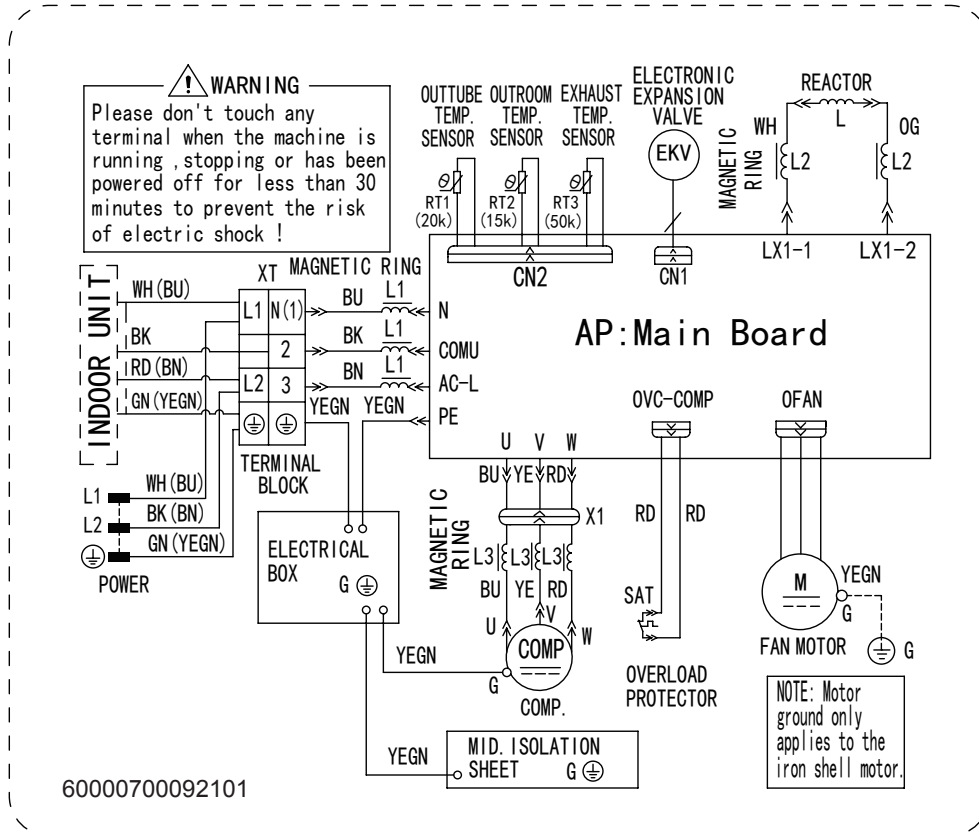 WARNING
Please don't touch any
terminal when the machine is
running ,stopping or has been
powered off for less than 30
minutes to prevent the risk
of electric shock !
OUTTUBE
TEMP.
SENSOR
OUTROOM
TEMP.
SENSOR
EXHAUST
TEMP.
SENSOR
θ
θ
θ
RT1
(20k)
RT2
(15k)
RT3
(50k)
CN2
ELECTRONIC
EXPANSION
VALVE
EKV
CN1
MAGNETIC
RING
REACTOR
L
WH
L2
OG
L2
LX1-1
LX1-2
INDOOR UNIT
WH(BU)
BK
RD(BN)
GN(YEGN)
XT
L1
N(1)
2
L2
3
TERMINAL
BLOCK
MAGNETIC RING
BU
L1
N
BK
L1
COMU
BN
L1
AC-L
YEGN
YEGN
PE
AP:Main Board
OVC-COMP
OFAN
U
V
W
BU
YE
RD
X1
MAGNETIC
RING
L3
L3
L3
BU
YE
RD
U
V
W
COMP
COMP.
G
L1
WH(BU)
L2
BK(BN)
GN(YEGN)
POWER
ELECTRICAL
BOX
G
YEGN
YEGN
MID. ISOLATION
SHEET
G
RD
RD
SAT
OVERLOAD
PROTECTOR
M
FAN MOTOR
YEGN
G
G
NOTE: Motor
ground only
applies to the
iron shell motor.
60000700092101